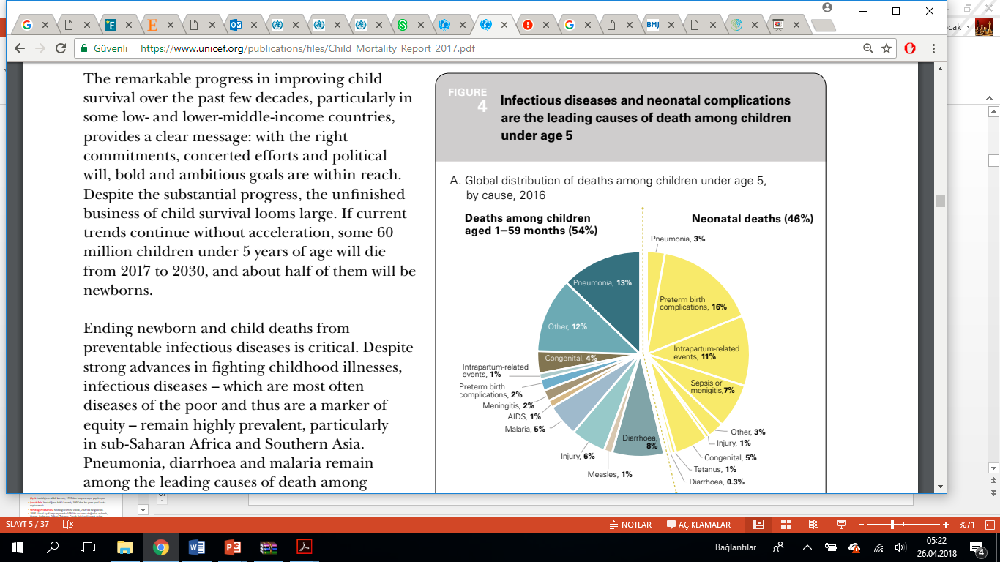 Güvenli
https://www.unicef.org/publications/files/Child_Mortality_Report_2017.pdf
The remarkable progress in improving child
survival over the past few decades, particularly in
some low- and lower-middle-income countries,
provides a clear message: with the right
commitments, concerted efforts and political
will, bold and ambitious goals are within reach.
Despite the substantial progress, the unfinished
business of child survival looms large. If current
trends continue without acceleration, some 60
million children under 5 years of age will die
from 2017 to 2030, and about half of them will be
newborns.
Ending newborn and child deaths from
preventable infectious diseases is critical. Despite
strong advances in fighting childhood illnesses,
infectious diseases – which are most often
diseases of the poor and thus are a marker of
equity – remain highly prevalent, particularly
in sub-Saharan Africa and Southern Asia.
Pneumonia, diarrhoea and malaria remain
among the leading causes of death among
FIGURE
4
Infectious diseases and neonatal complications
are the leading causes of death among children
under age 5
A. Global distribution of deaths among children under age 5,
by cause, 2016
Deaths among children
aged 1–59 months (54%)
Neonatal deaths (46%)
Pneumonia, 3%
Preterm birth
complications, 16%
Intrapartum-related
events, 11%
Sepsis or
menigitis,7%
Other, 3%
Injury, 1%
Congenital, 5%
Tetanus, 1%
Diarrhoea, 0.3%
Pneumonia, 13%
Other, 12%
Congenital, 4%
Intrapartum-related
events, 1%
Preterm birth
complications, 2%
Meningitis, 2%
AIDS, 1%
Malaria, 5%
Injury, 6%
Measles, 1%
Diarrhoea,
8%
BMJ
cak
SLAYT 5 / 37
NOTLAR
AÇIKLAMALAR
%71
Bağlantılar
05:22
26.04.2018
4